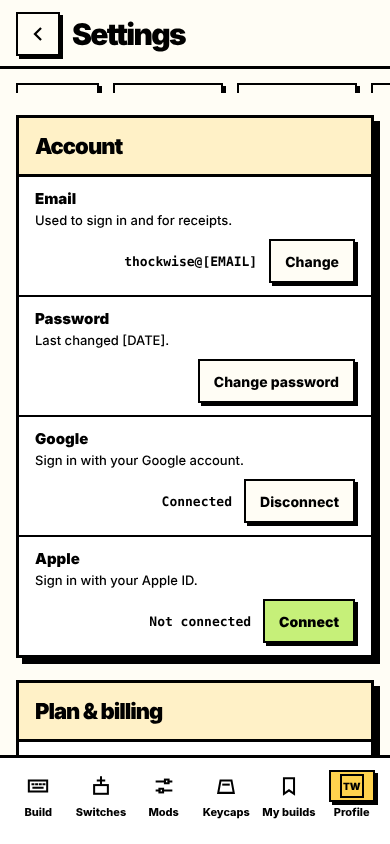 Settings
Account
Email
Used to sign in and for receipts.
thockwise@[EMAIL]
Change
Password
Last changed [DATE].
Change password
Google
Sign in with your Google account.
Connected
Disconnect
Apple
Sign in with your Apple ID.
Not connected
Connect
Plan & billing
TW
Build
Switches
Mods
Keycaps
My builds
Profile